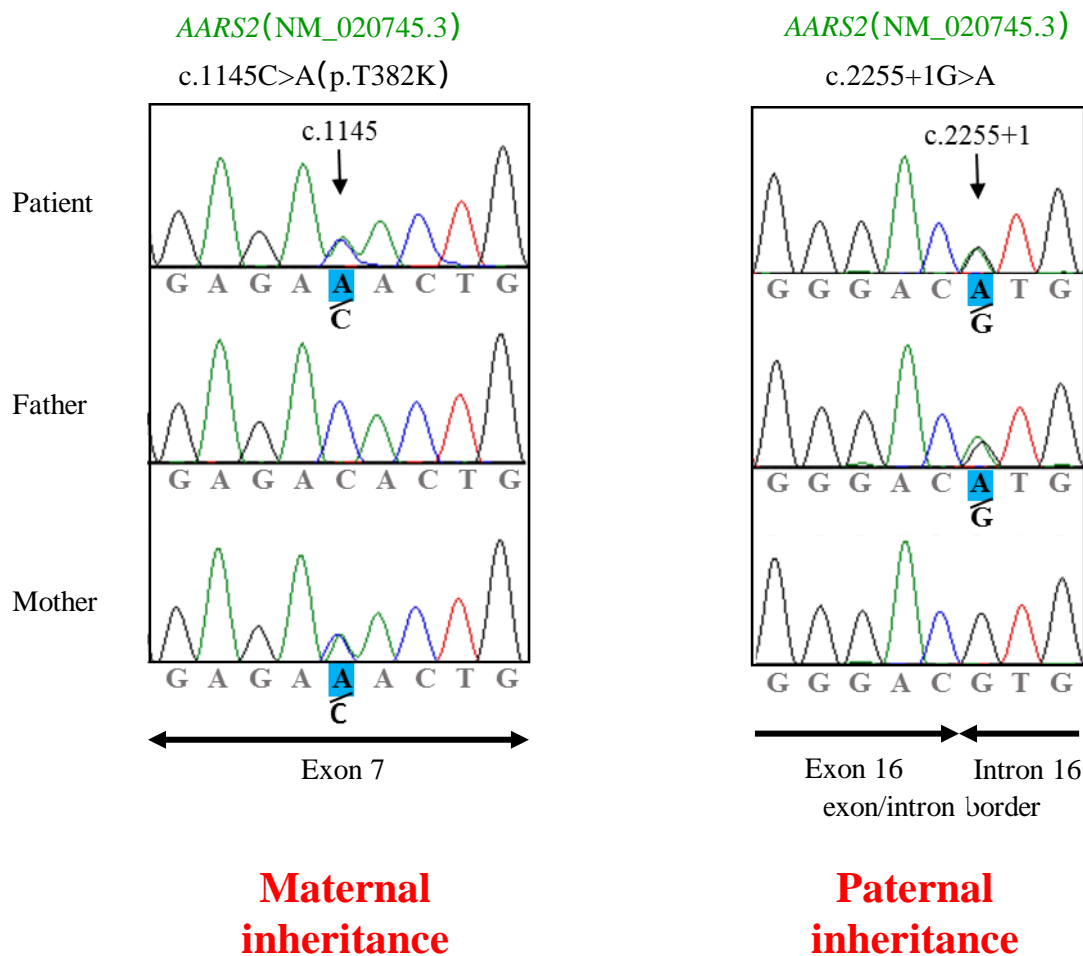 AARS2(NM_020745.3)
c.1145C>A(p.T382K)
c.1145
Patient
G A G A A A C T G
C
Father
G A G A C A C T G
Mother
G A G A A A C T G
C
Exon 7
Maternal
inheritance
AARS2(NM_020745.3)
c.2255+1G>A
c.2255+1
G G G A C A T G
G
G G G A C A T G
G
G G G A C G T G
Exon 16 Intron 16
exon/intron border
Paternal
inheritance